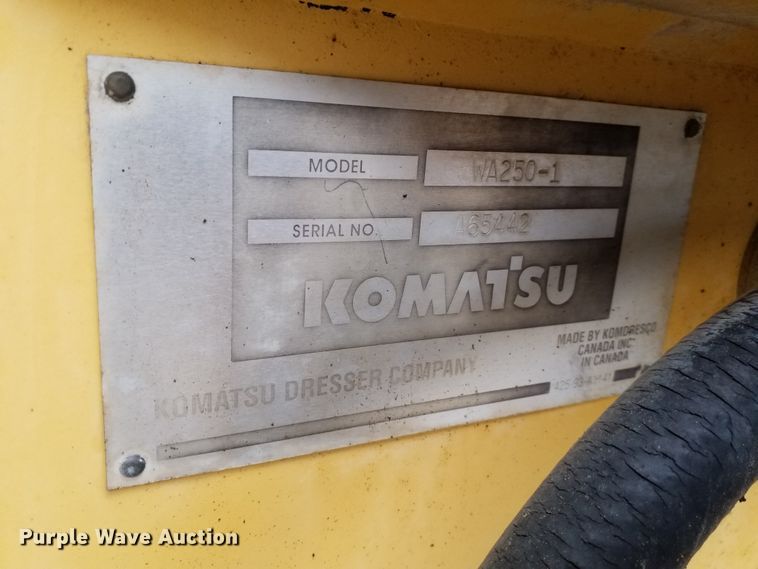 MODEL WA250-1
SERIAL NO. A65442
KOMATSU
MADE BY KOMDRESCO
CANADA INC.
IN CANADA
KOMATSU DRESSER COMPANY
Purple Wave Auction